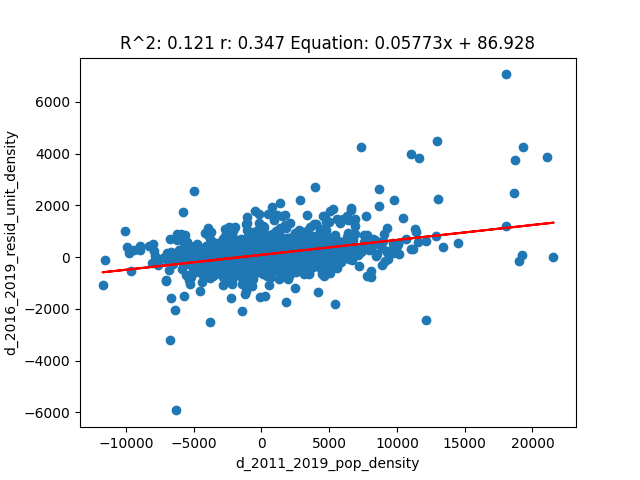 R^2: 0.121 r: 0.347 Equation: 0.05773x + 86.928
d_2016_2019_resid_unit_density
6000
4000
2000
0
−2000
−4000
−6000
−10000 −5000 0 5000 10000 15000 20000
d_2011_2019_pop_density